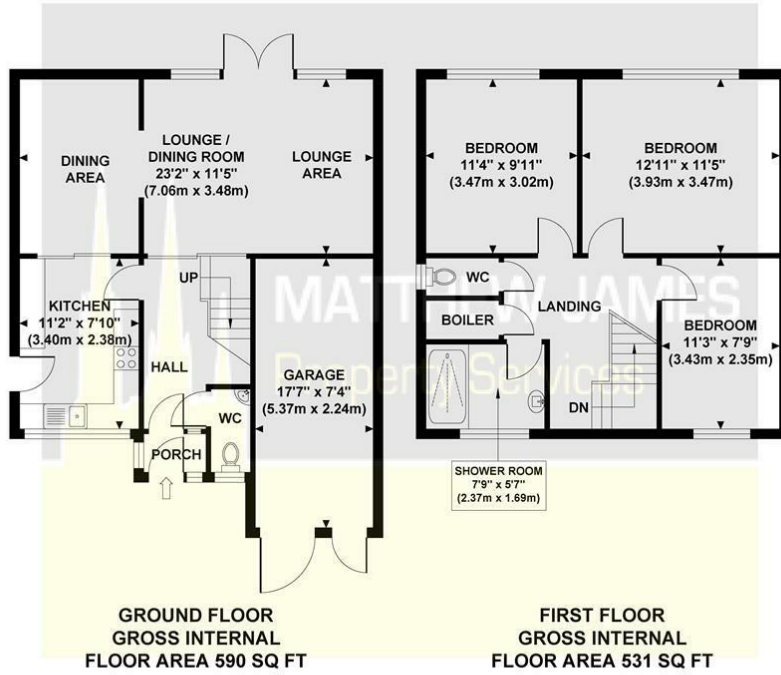 DINING
AREA
LOUNGE /
DINING ROOM
23'2" x 11'5"
(7.06m x 3.48m)
LOUNGE
AREA
KITCHEN
11'2" x 7'10"
(3.40m x 2.38m)
UP
HALL
WC
PORCH
GARAGE
17'7" x 7'4"
(5.37m x 2.24m)
GROUND FLOOR
GROSS INTERNAL
FLOOR AREA 590 SQ FT
BEDROOM
11'4" x 9'11"
(3.47m x 3.02m)
BEDROOM
12'11" x 11'5"
(3.93m x 3.47m)
WC
BOILER
LANDING
BEDROOM
11'3" x 7'9"
(3.43m x 2.35m)
DN
SHOWER ROOM
7'9" x 5'7"
(2.37m x 1.69m)
FIRST FLOOR
GROSS INTERNAL
FLOOR AREA 531 SQ FT
MATTHEW JAMES
Property Services